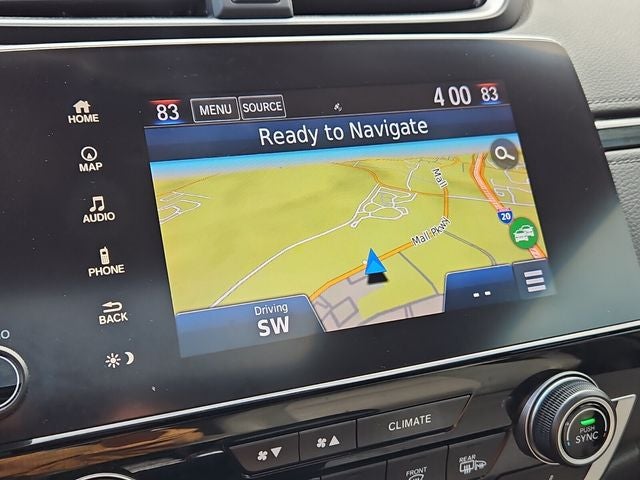 83 MENU SOURCE 4 00 83
Ready to Navigate
HOME
MAP
AUDIO
PHONE
BACK
Mall
Mall Pkwy
20
Driving
SW
--
CLIMATE
PUSH
SYNC
FRONT
REAR